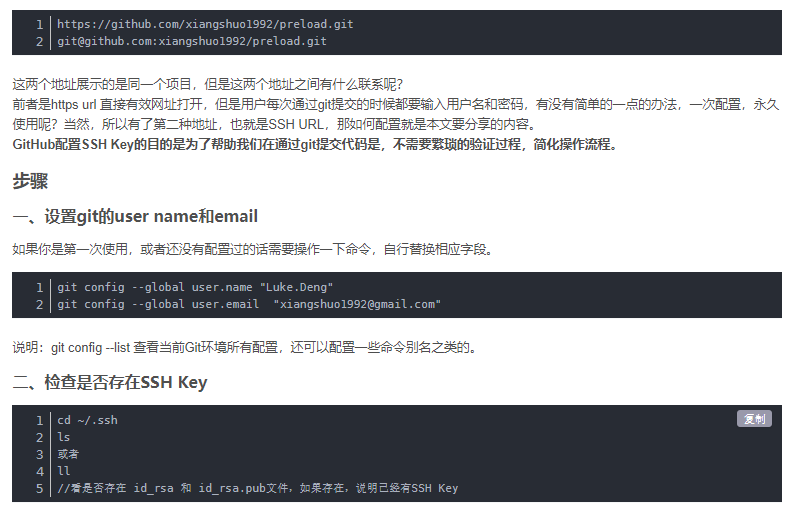 1 https://github.com/xiangshuo1992/preload.git
2 git@github.com:xiangshuo1992/preload.git
这两个地址展示的是同一个项目，但是这两个地址之间有什么联系呢？
前者是https url 直接有效网址打开，但是用户每次通过git提交的时候都要输入用户名和密码，有没有简单的一点的办法，一次配置，永久
使用呢？当然，所以有了第二种地址，也就是SSH URL，那如何配置就是本文要分享的内容。
GitHub配置SSH Key的目的是为了帮助我们在通过git提交代码是，不需要繁琐的验证过程，简化操作流程。
步骤
一、设置git的user name和email
如果你是第一次使用，或者还没有配置过的话需要操作一下命令，自行替换相应字段。
1 git config --global user.name "Luke.Deng"
2 git config --global user.email  "xiangshuo1992@gmail.com"
说明：git config --list 查看当前Git环境所有配置，还可以配置一些命令别名之类的。
二、检查是否存在SSH Key
复制
1 cd ~/.ssh
2 ls
3 或者
4 ll
5 //看是否存在 id_rsa 和 id_rsa.pub文件，如果存在，说明已经有SSH Key